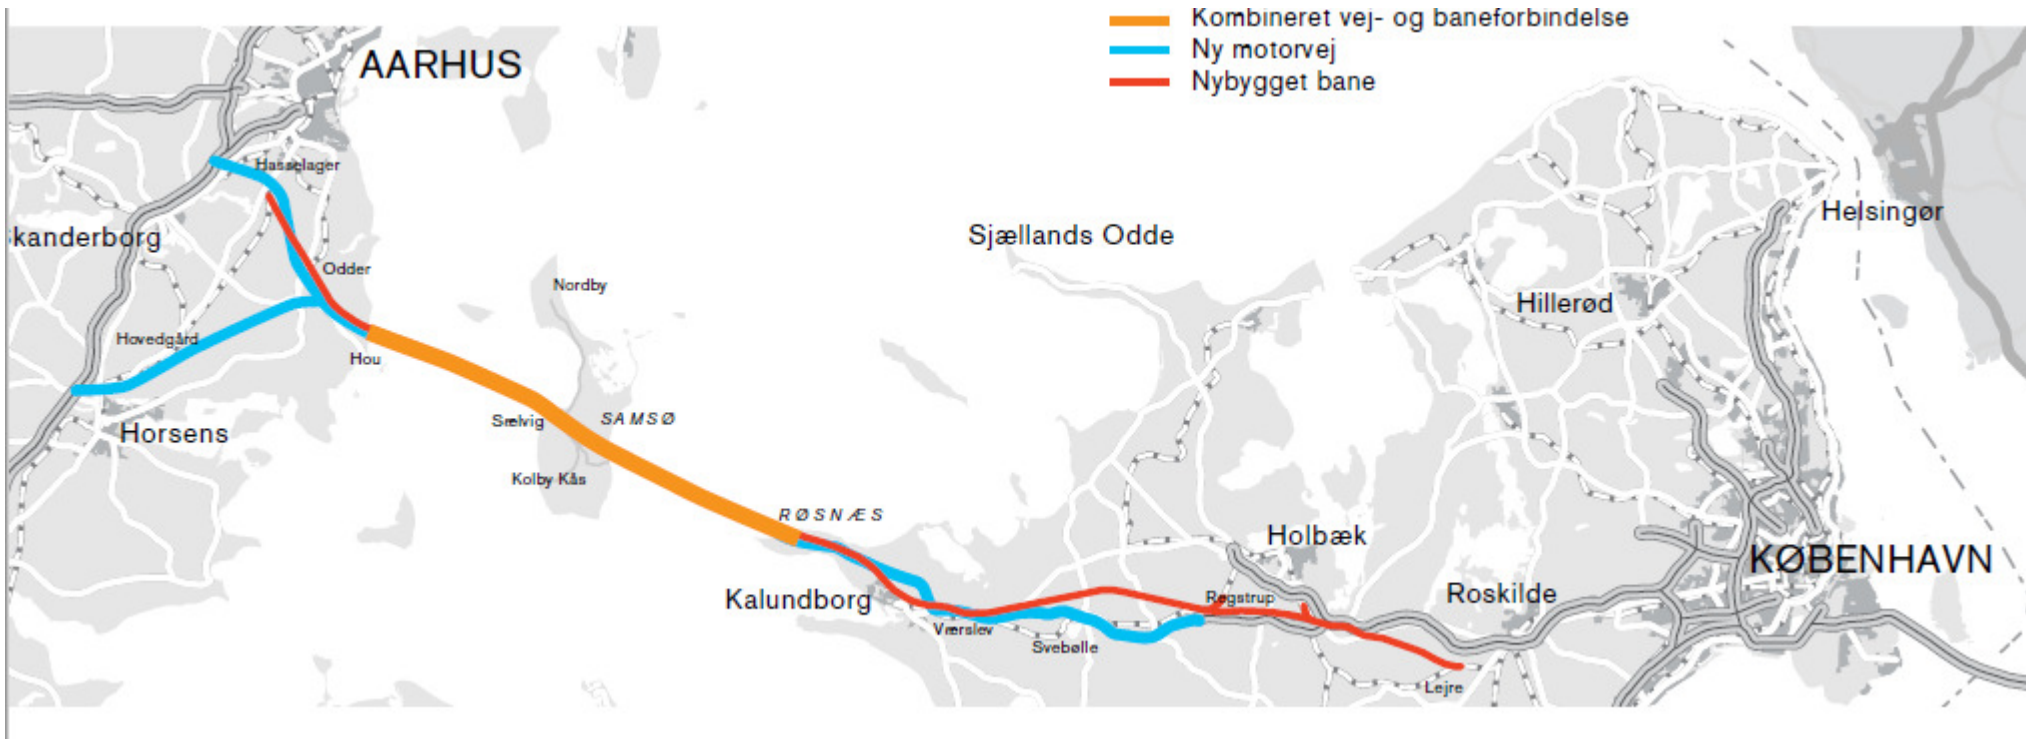 Kombineret vej- og baneforbindelse
Ny motorvej
Nybygget bane
AARHUS
Hasselager
kanderborg
Odder
Hovedgård
Hou
Horsens
Nordby
Sælvig
SAMSØ
Kolby Kås
Sjællands Odde
Helsingør
Hillerød
RØSNÆS
Kalundborg
Værslev
Svebølle
Holbæk
Regstrup
Roskilde
KØBENHAVN
Lejre